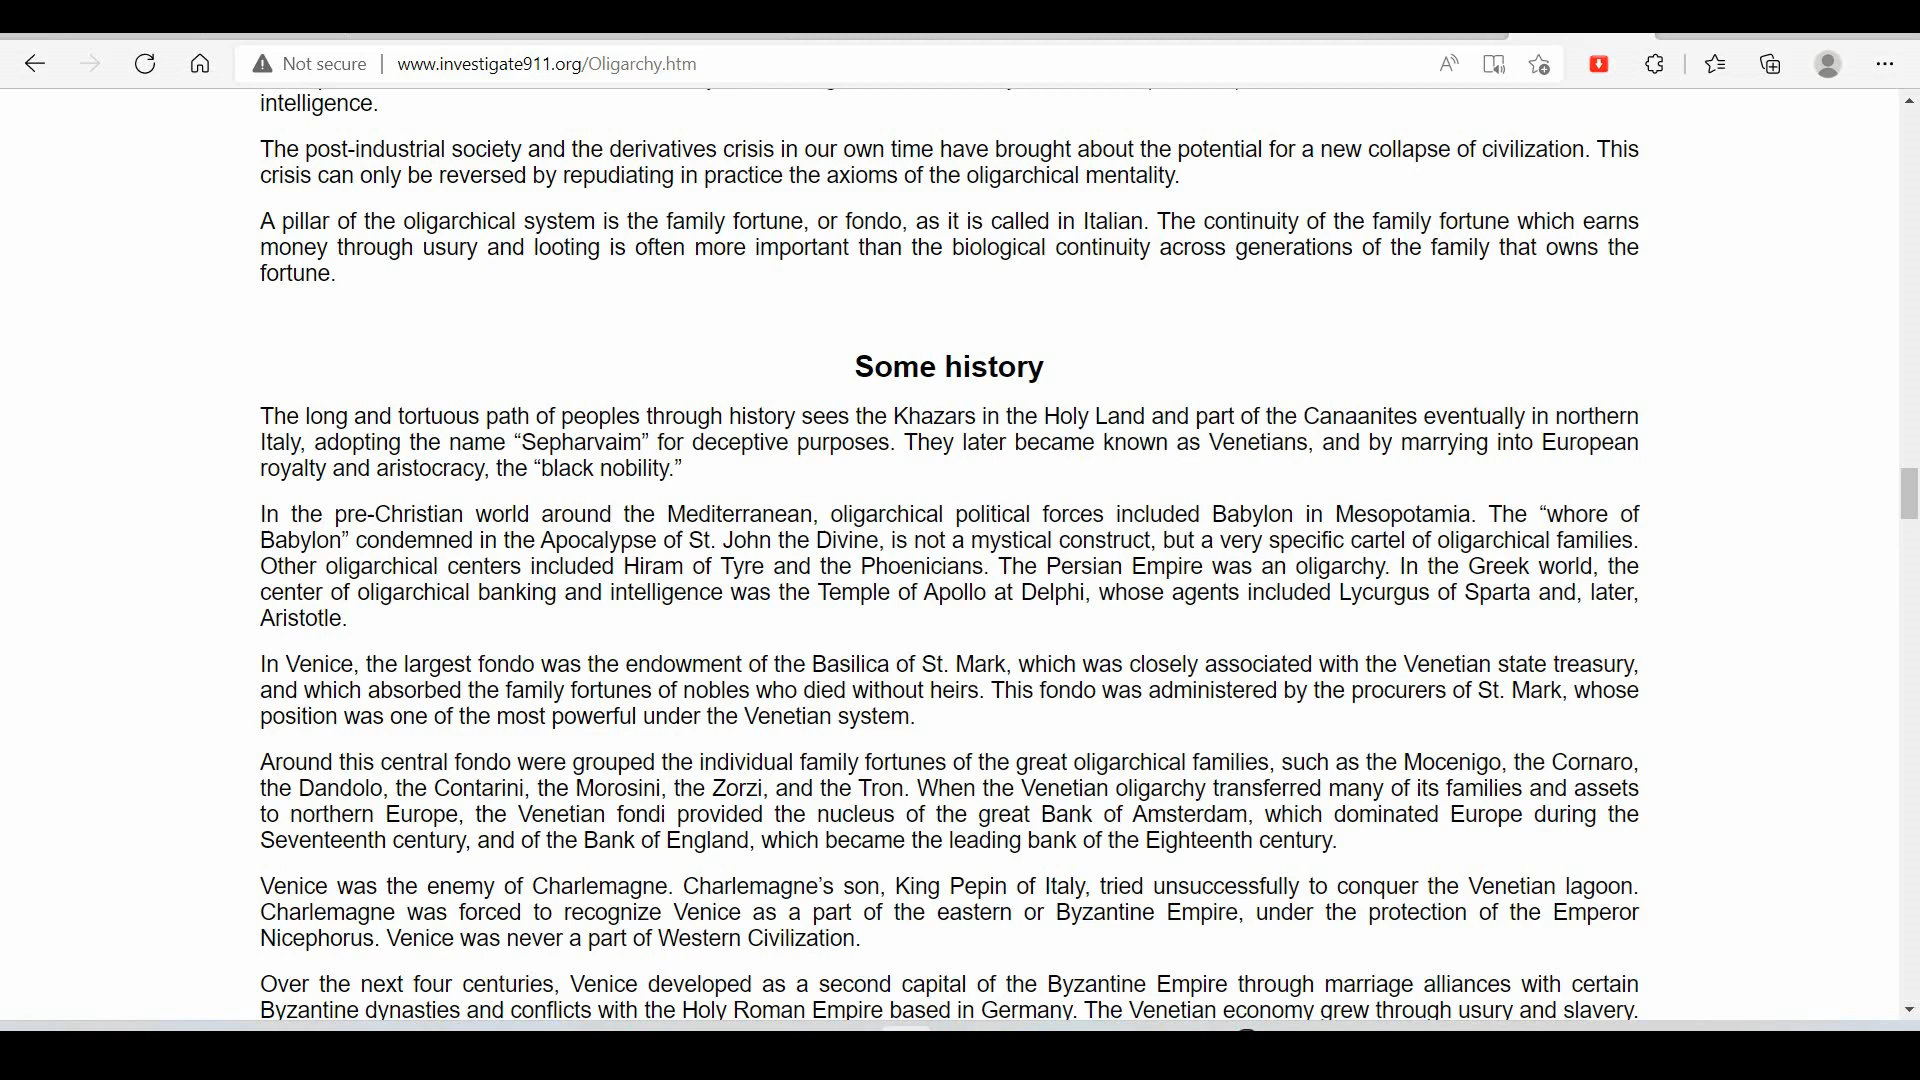 Not secure
www.investigate911.org/Oligarchy.htm
intelligence.
The post-industrial society and the derivatives crisis in our own time have brought about the potential for a new collapse of civilization. This
crisis can only be reversed by repudiating in practice the axioms of the oligarchical mentality.
A pillar of the oligarchical system is the family fortune, or fondo, as it is called in Italian. The continuity of the family fortune which earns
money through usury and looting is often more important than the biological continuity across generations of the family that owns the
fortune.
Some history
The long and tortuous path of peoples through history sees the Khazars in the Holy Land and part of the Canaanites eventually in northern
Italy, adopting the name “Sepharvaim” for deceptive purposes. They later became known as Venetians, and by marrying into European
royalty and aristocracy, the “black nobility.”
In the pre-Christian world around the Mediterranean, oligarchical political forces included Babylon in Mesopotamia. The “whore of
Babylon” condemned in the Apocalypse of St. John the Divine, is not a mystical construct, but a very specific cartel of oligarchical families.
Other oligarchical centers included Hiram of Tyre and the Phoenicians. The Persian Empire was an oligarchy. In the Greek world, the
center of oligarchical banking and intelligence was the Temple of Apollo at Delphi, whose agents included Lycurgus of Sparta and, later,
Aristotle.
In Venice, the largest fondo was the endowment of the Basilica of St. Mark, which was closely associated with the Venetian state treasury,
and which absorbed the family fortunes of nobles who died without heirs. This fondo was administered by the procurers of St. Mark, whose
position was one of the most powerful under the Venetian system.
Around this central fondo were grouped the individual family fortunes of the great oligarchical families, such as the Mocenigo, the Cornaro,
the Dandolo, the Contarini, the Morosini, the Zorzi, and the Tron. When the Venetian oligarchy transferred many of its families and assets
to northern Europe, the Venetian fondi provided the nucleus of the great Bank of Amsterdam, which dominated Europe during the
Seventeenth century, and of the Bank of England, which became the leading bank of the Eighteenth century.
Venice was the enemy of Charlemagne. Charlemagne’s son, King Pepin of Italy, tried unsuccessfully to conquer the Venetian lagoon.
Charlemagne was forced to recognize Venice as a part of the eastern or Byzantine Empire, under the protection of the Emperor
Nicephorus. Venice was never a part of Western Civilization.
Over the next four centuries, Venice developed as a second capital of the Byzantine Empire through marriage alliances with certain
Byzantine dynasties and conflicts with the Holy Roman Empire based in Germany. The Venetian economy grew through usury and slavery.